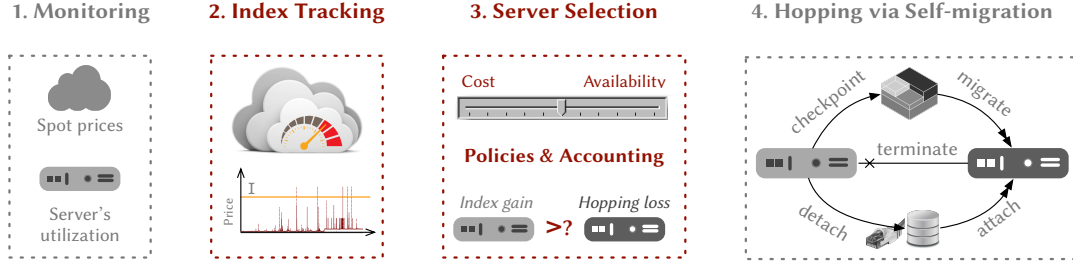 1. Monitoring
2. Index Tracking
3. Server Selection
4. Hopping via Self-migration
Spot prices
Server's
utilization
I
Price
Cost Availability
Policies & Accounting
Index gain >? Hopping loss
checkpoint
migrate
terminate
detach
attach